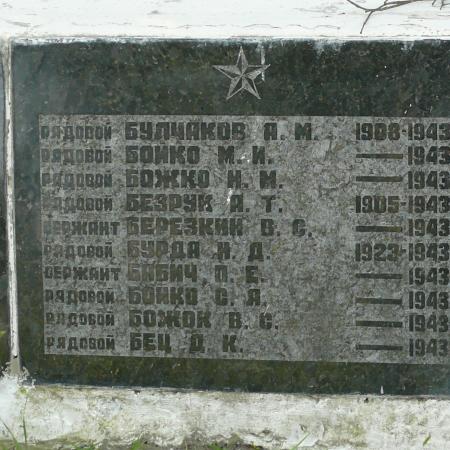 РЯДОВОЙ БУЛЧАКОВ А. М. 1908-1943
РЯДОВОЙ БОЙКО М. И. — 1943
РЯДОВОЙ БОЖКО И. М. — 1943
РЯДОВОЙ БЕЗРУК А. Т. 1905-1943
СЕРЖАНТ БЕРЕЗКИН В. С. — 1943
РЯДОВОЙ БУРДА Н. Д. 1923-1943
СЕРЖАНТ БАБИЧ П. Е. — 1943
РЯДОВОЙ БОЙКО С. А. — 1943
РЯДОВОЙ БОЖОК В. С. — 1943
РЯДОВОЙ БЕЦ Д. К. — 1943